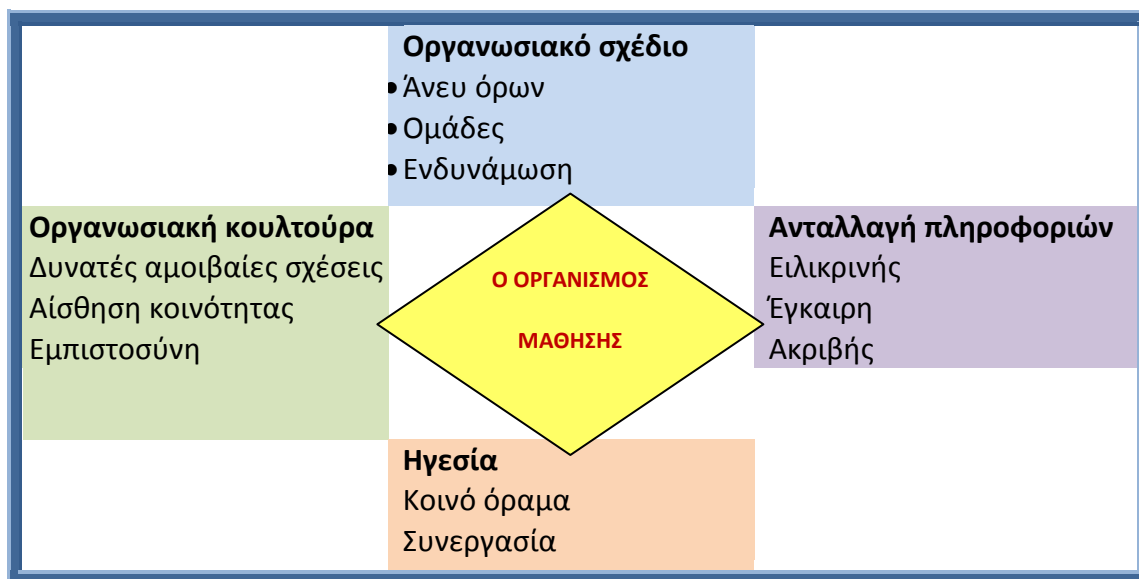 Οργανωσιακό σχέδιο
•Άνευ όρων
•Ομάδες
•Ενδυνάμωση
Οργανωσιακή κουλτούρα
Δυνατές αμοιβαίες σχέσεις
Αίσθηση κοινότητας
Εμπιστοσύνη
Ο ΟΡΓΑΝΙΣΜΟΣ
ΜΑΘΗΣΗΣ
Ανταλλαγή πληροφοριών
Ειλικρινής
Έγκαιρη
Ακριβής
Ηγεσία
Κοινό όραμα
Συνεργασία